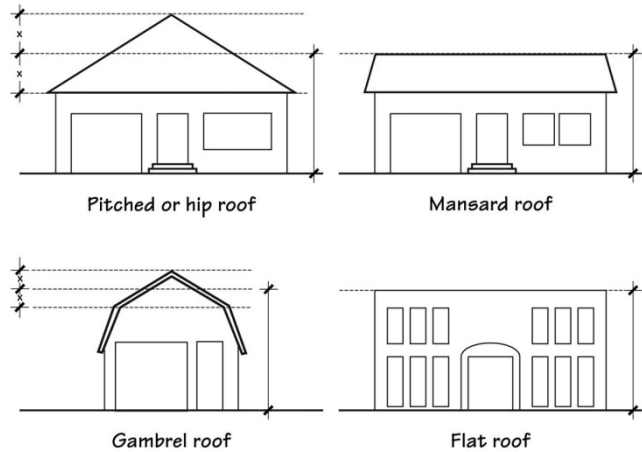 x
x
Pitched or hip roof
Mansard roof
x
x
Gambrel roof
Flat roof